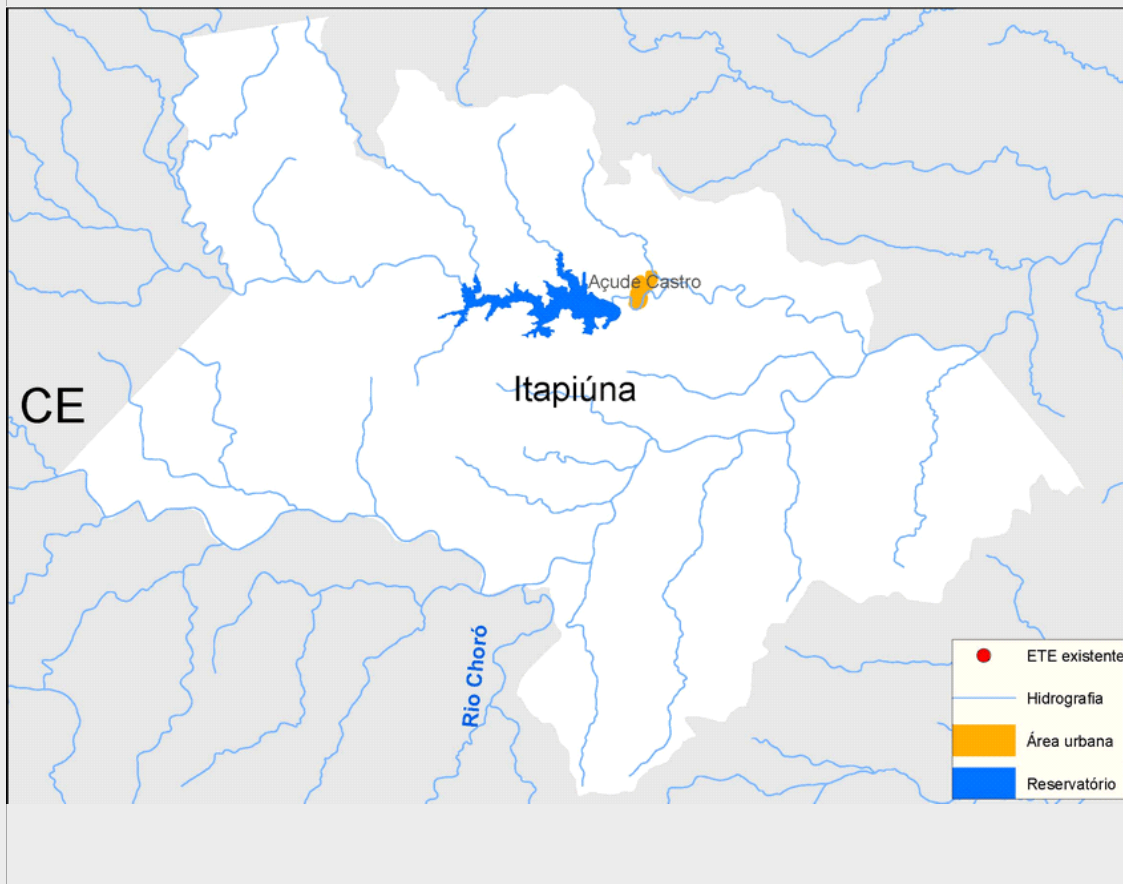 Açude Castro
Itapiúna
CE
Rio Choró
ETE existente
Hidrografia
Área urbana
Reservatório